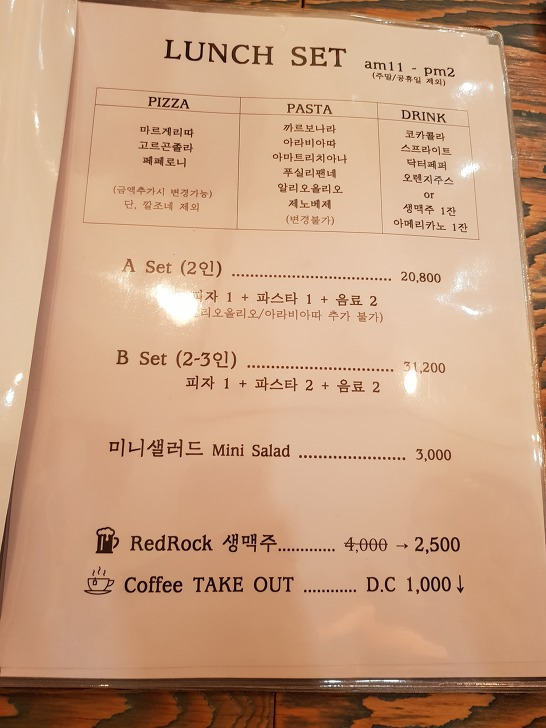 LUNCH SET am11 - pm2
(주말/공휴일 제외)
PIZZA
마르게리따
고르곤졸라
페페로니
(금액추가시 변경가능)
단, 깔조네 제외
PASTA
까르보나라
아라비아따
아마트리치아나
푸실리팬네
알리오올리오
제노베제
(변경불가)
DRINK
코카콜라
스프라이트
닥터페퍼
오렌지주스
or
생맥주 1잔
아메리카노 1잔
A Set (2인) ................................ 20,800
피자 1 + 파스타 1 + 음료 2
리오올리오/아라비아따 추가 불가)
B Set (2-3인) ............................. 31,200
피자 1 + 파스타 2 + 음료 2
미니샐러드 Mini Salad ..................... 3,000
RedRock 생맥주............. 4,000 → 2,500
Coffee TAKE OUT ............ D.C 1,000↓